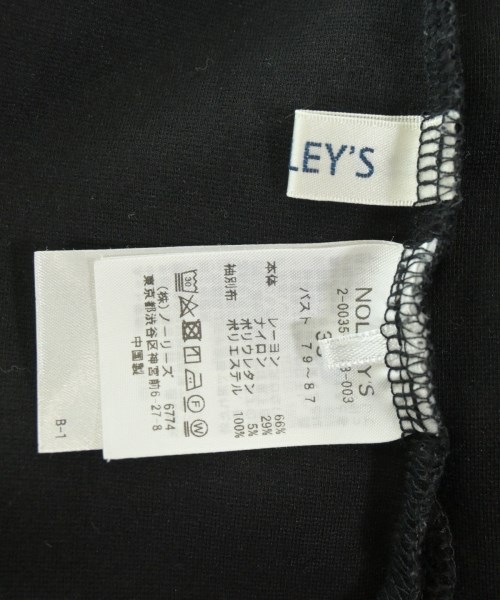 LEY'S
NOLLEY'S
2-0035
3-003
バスト 79～87
本体 レーヨン 66%
ナイロン 29%
ポリウレタン 5%
袖別布 ポリエステル 100%
30
F
W
(株)ノーリーズ 6774
東京都渋谷区神宮前6 27 8
中国製
B-1